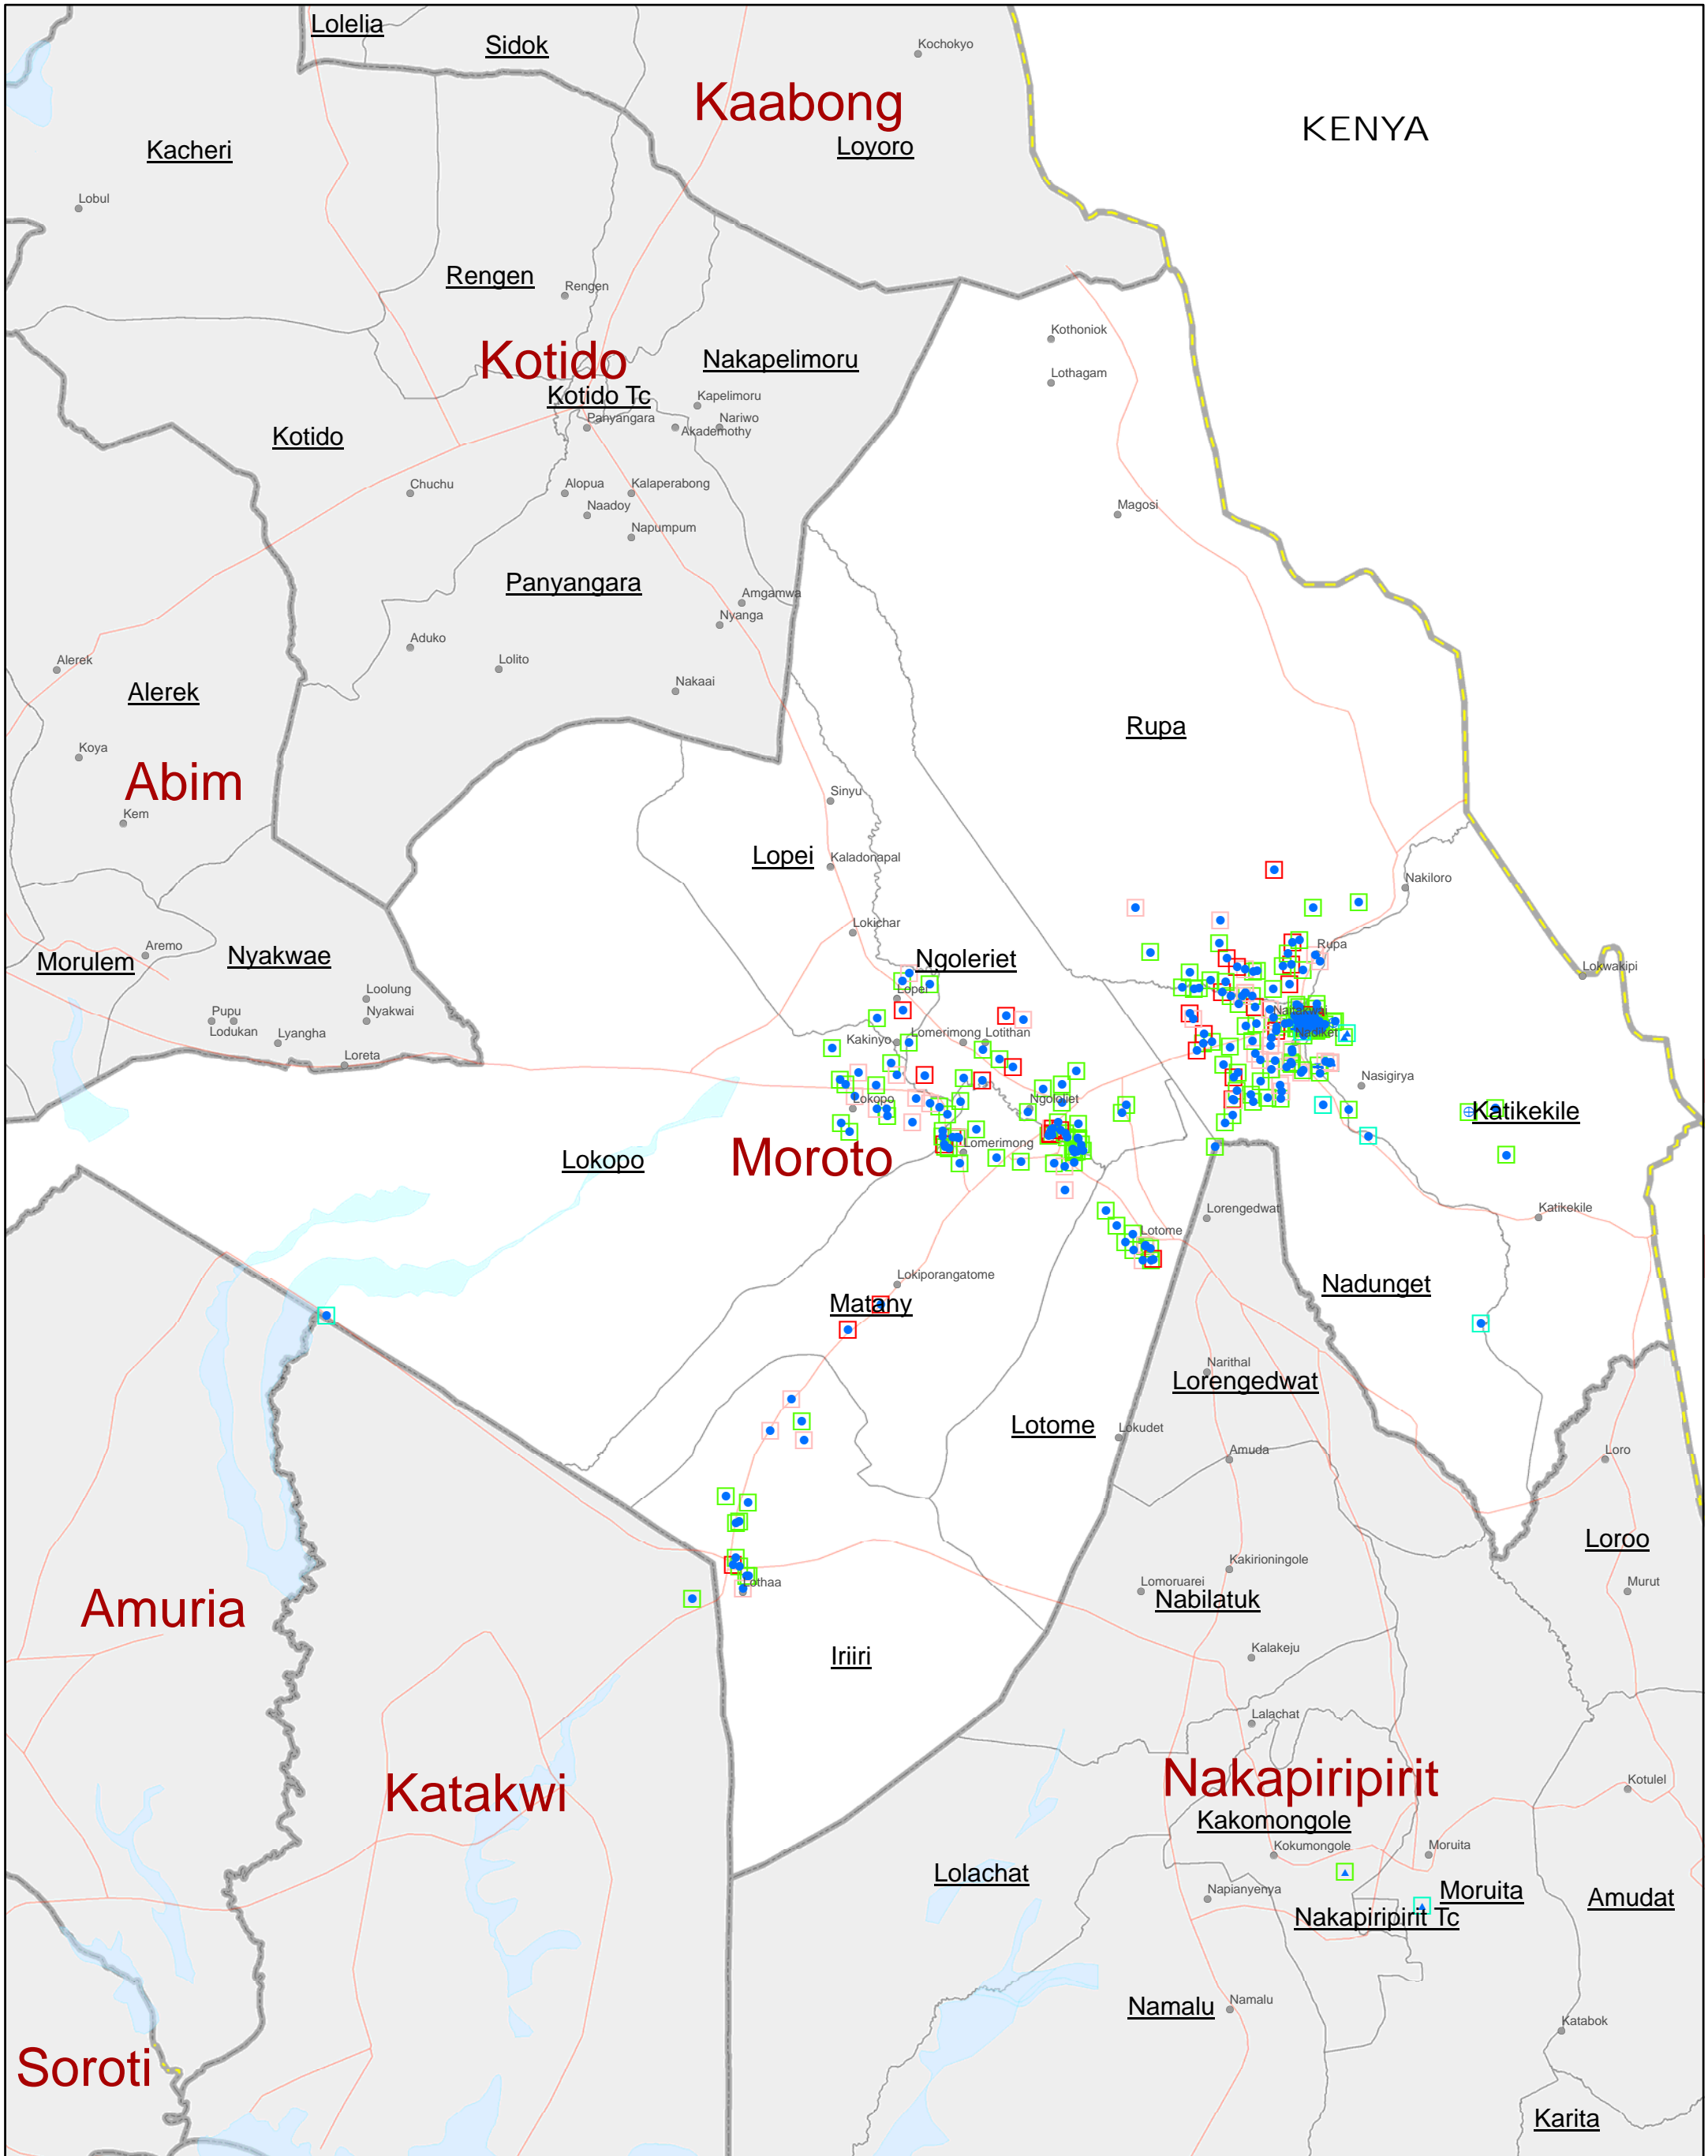 Lolelia
Sidok
Kochokyo
Kaabong
KENYA
Kacheri
Loyoro
Lobul
Rengen
Rengen
Kothoniok
Kotido
Nakapelimoru
Lothagam
Kotido Tc
Kapelimoru
Panyangara
Nariwo
Akademothy
Kotido
Chuchu
Alopua
Kalaperabong
Naadoy
Magosi
Napumpum
Panyangara
Amgamwa
Nyanga
Aduko
Lolito
Alerek
Nakaai
Alerek
Rupa
Koya
Abim
Sinyu
Kem
Lopei
Kaladonapal
Nakiloro
Lokichar
Aremo
Rupa
Morulem
Nyakwae
Ngoleriet
Lokwakipi
Loolung
Lopei
Pupu
Nyakwai
Lodukan
Lyangha
Kakinyo
Lomerimong
Lotithan
Nadiket
Loreta
Nasigirya
Lokopo
Ngololiet
Katikekile
Lomerimong
Lokopo
Moroto
Lorengedwat
Katikekile
Lotome
Lokiporangatome
Nadunget
Matany
Narithal
Lorengedwat
Lotome
Lokudet
Amuda
Loro
Loroo
Kakirioningole
Lothaa
Lomoruarei
Murut
Nabilatuk
Amuria
Iriiri
Kalakeju
Lalachat
Katakwi
Nakapiripirit
Kotulel
Kakomongole
Kokumongole
Moruita
Lolachat
Napianyenya
Moruita
Amudat
Nakapiripirit Tc
Namalu
Namalu
Katabok
Soroti
Karita